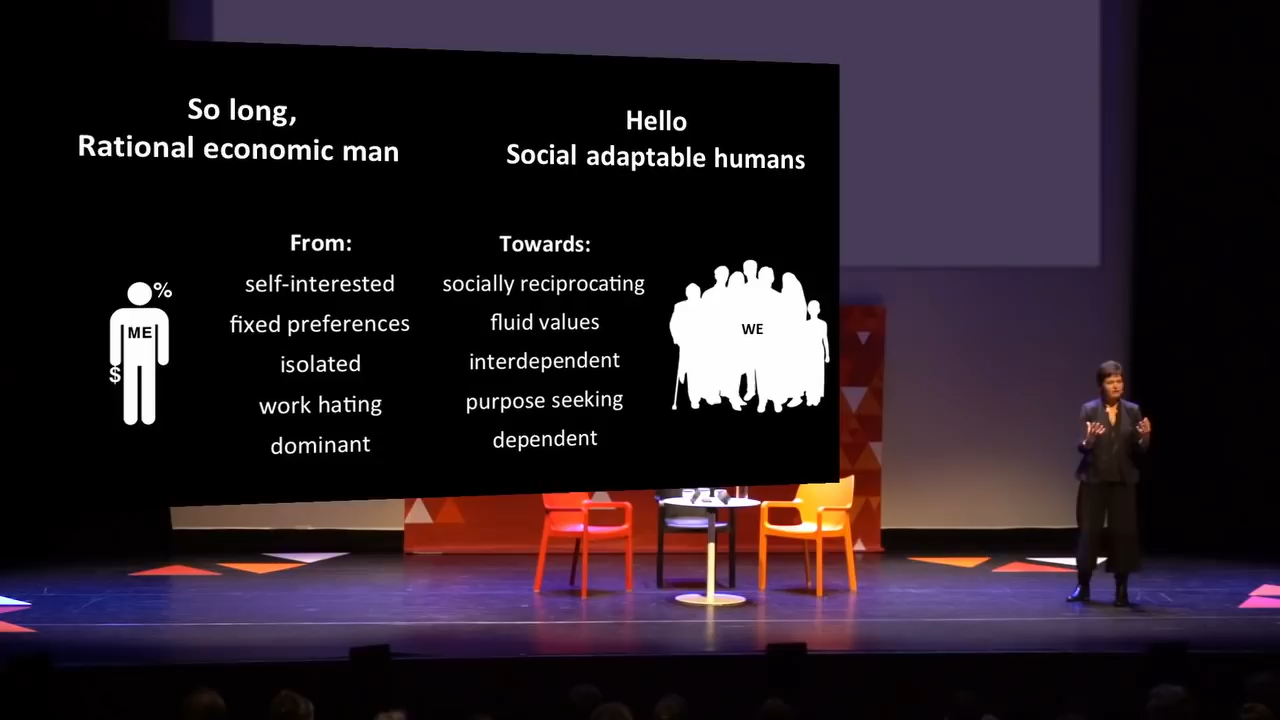 So long,
Rational economic man
Hello
Social adaptable humans
From:
self-interested
fixed preferences
isolated
work hating
dominant
Towards:
socially reciprocating
fluid values
interdependent
purpose seeking
dependent
%
ME
$
WE